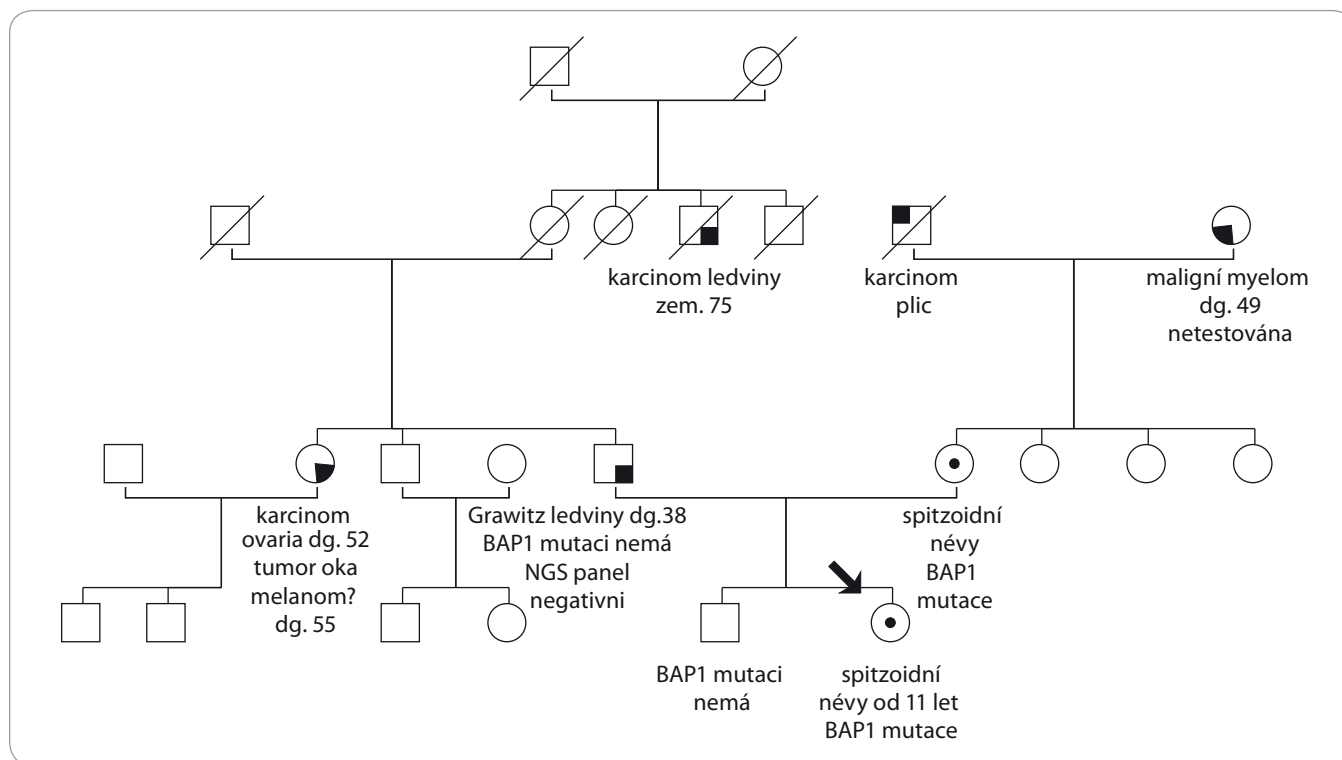 karcinom ledviny
zem. 75
karcinom
plic
maligní myelom
dg. 49
netestována
karcinom
ovaria dg. 52
tumor oka
melanom?
dg. 55
Grawitz ledviny dg.38
BAP1 mutaci nemá
NGS panel
negativni
spitzoidní
névy
BAP1
mutace
BAP1 mutaci
nemá
spitzoidní
névy od 11 let
BAP1 mutace